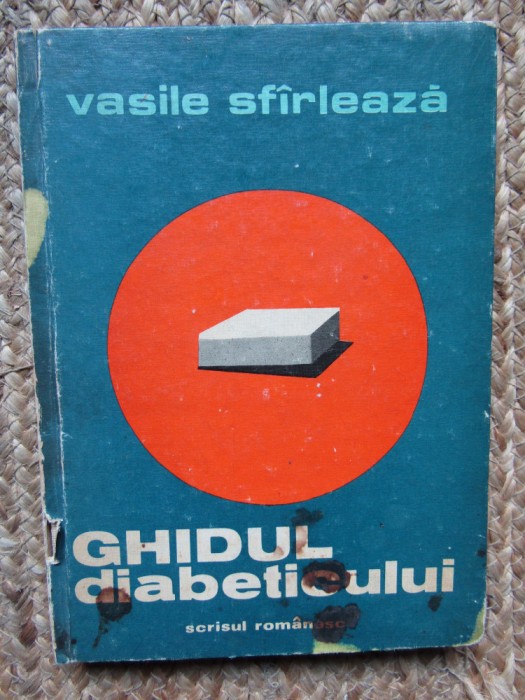 vasile sfîrlează
GHIDUL
diabeticului
scrisul românesc